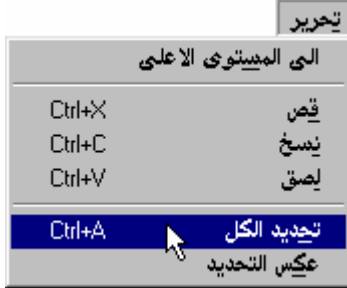 تحرير
الى المستوى الاعلى
قص Ctrl+X
نسخ Ctrl+C
لصق Ctrl+V
تحديد الكل Ctrl+A
عكس التحديد